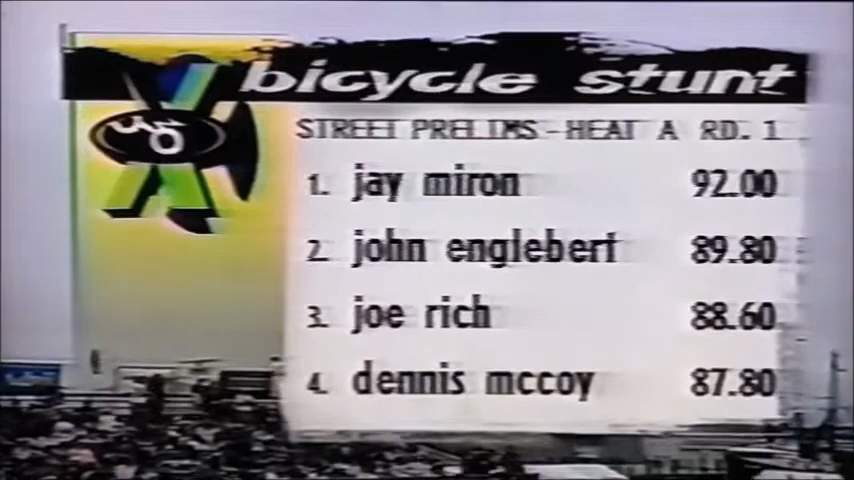 bicycle stunt
STREET PRELIMS - HEAT A RD. 1
1. jay miron 92.00
2. john englebert 89.80
3. joe rich 88.60
4. dennis mccoy 87.80